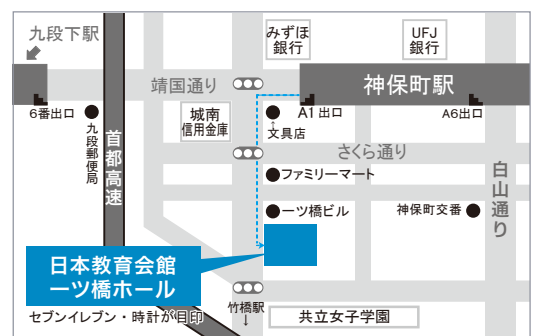 九段下駅
みずほ
銀行
UFJ
銀行
靖国通り
神保町駅
6番出口
城南
信用金庫
A1出口
A6出口
↑
文具店
九段郵便局
首都高速
さくら通り
ファミリーマート
白山通り
一ツ橋ビル
神保町交番
日本教育会館
一ツ橋ホール
セブンイレブン・時計が目印
竹橋駅
↓
共立女子学園